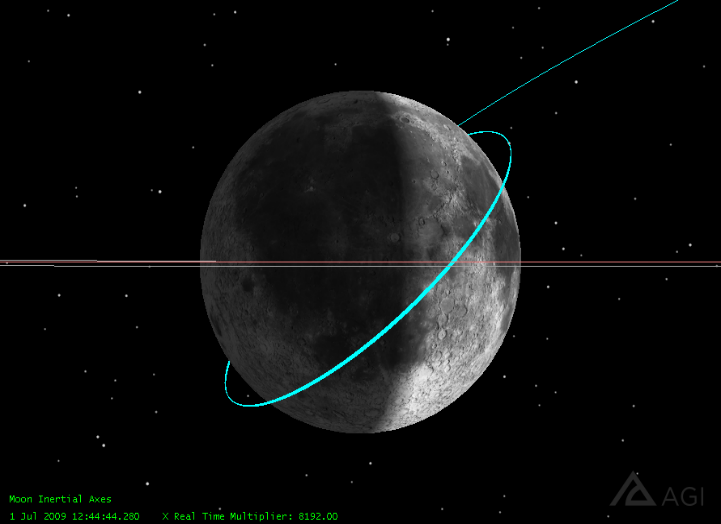 Moon Inertial Axes
1 Jul 2009 12:44:44.280 X Real Time Multiplier: 8192.00
AGI